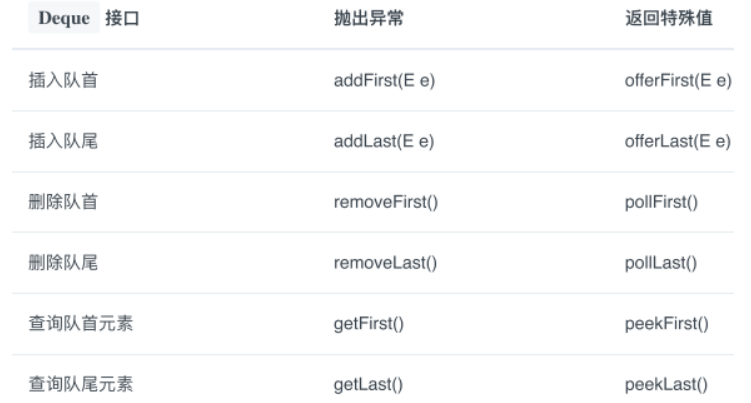 Deque 接口 抛出异常 返回特殊值
插入队首 addFirst(E e) offerFirst(E e)
插入队尾 addLast(E e) offerLast(E e)
删除队首 removeFirst() pollFirst()
删除队尾 removeLast() pollLast()
查询队首元素 getFirst() peekFirst()
查询队尾元素 getLast() peekLast()